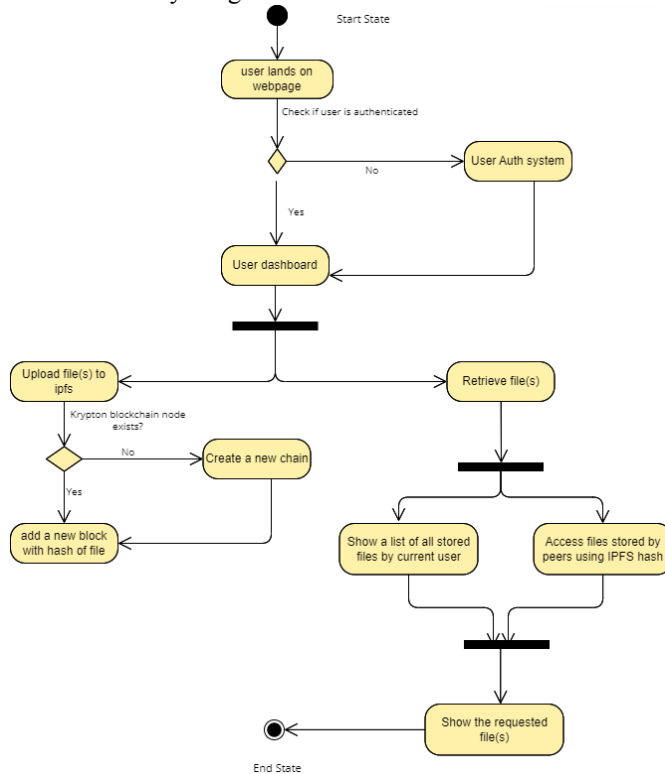 Start State
user lands on
webpage
Check if user is authenticated
No
User Auth system
Yes
User dashboard
Upload file(s) to
ipfs
Retrieve file(s)
Krypton blockchain node
exists?
No
Create a new chain
Yes
add a new block
with hash of file
Show a list of all stored
files by current user
Access files stored by
peers using IPFS hash
Show the requested
file(s)
End State